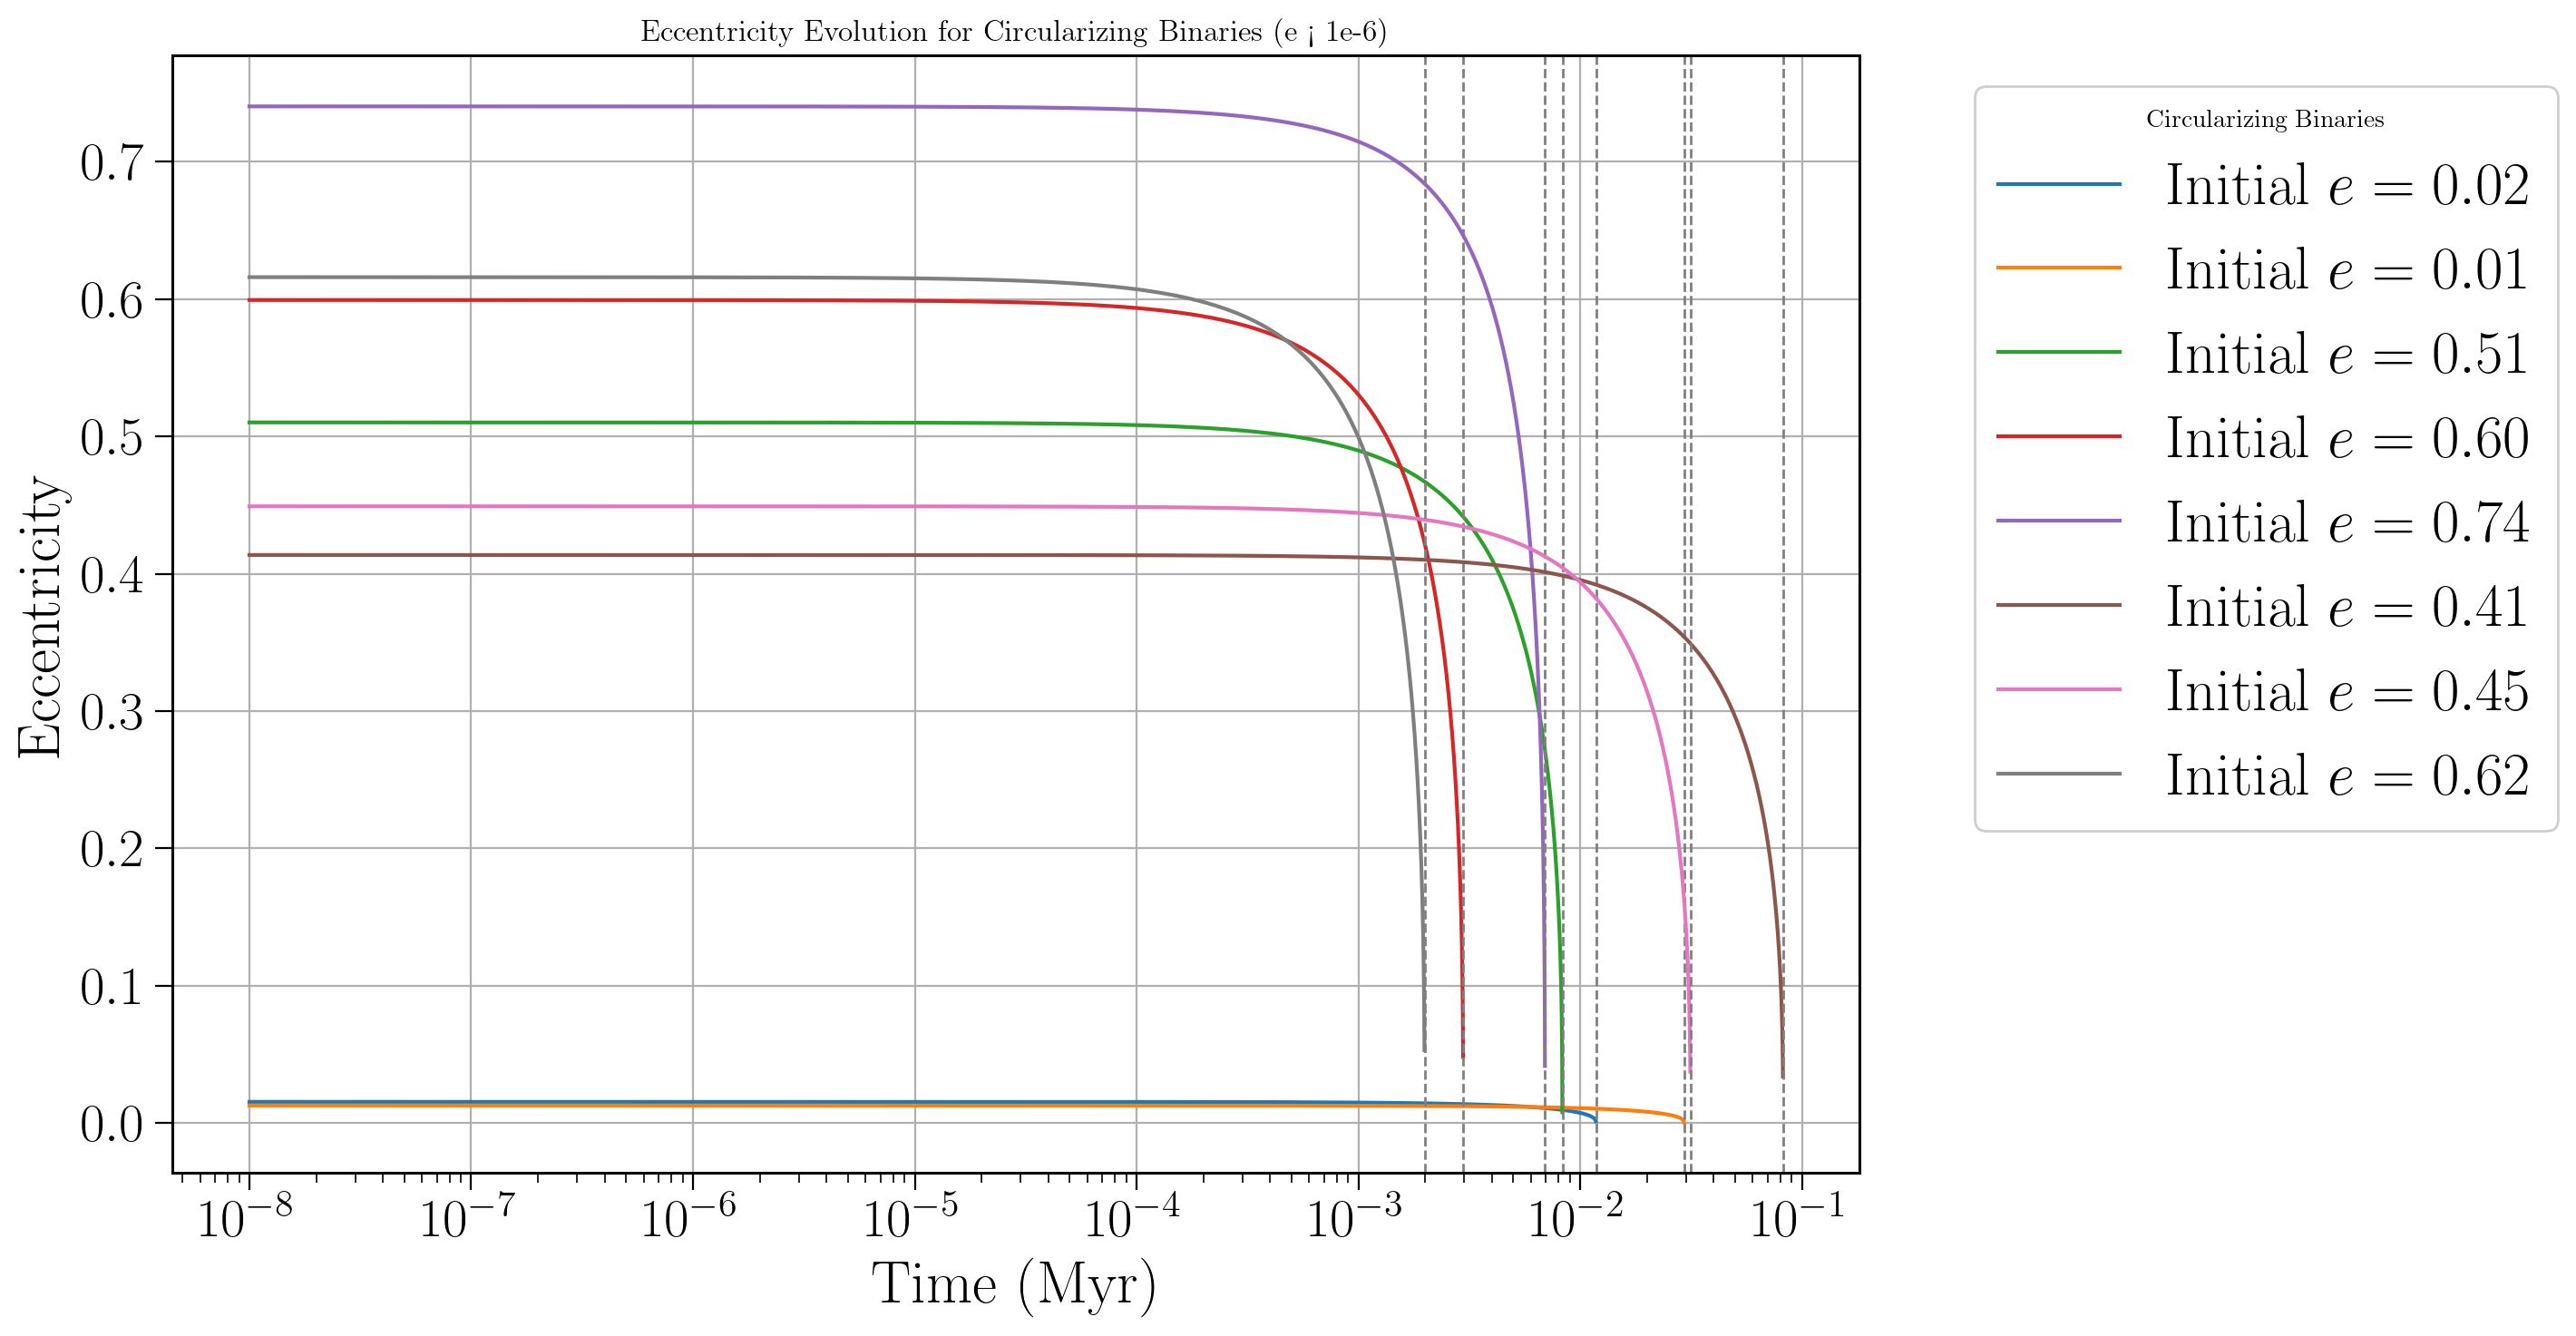 Eccentricity Evolution for Circularizing Binaries (e ¡ 1e-6)
Eccentricity
0.7
0.6
0.5
0.4
0.3
0.2
0.1
0.0
10⁻⁸ 10⁻⁷ 10⁻⁶ 10⁻⁵ 10⁻⁴ 10⁻³ 10⁻² 10⁻¹
Time (Myr)
Circularizing Binaries
Initial e = 0.02
Initial e = 0.01
Initial e = 0.51
Initial e = 0.60
Initial e = 0.74
Initial e = 0.41
Initial e = 0.45
Initial e = 0.62